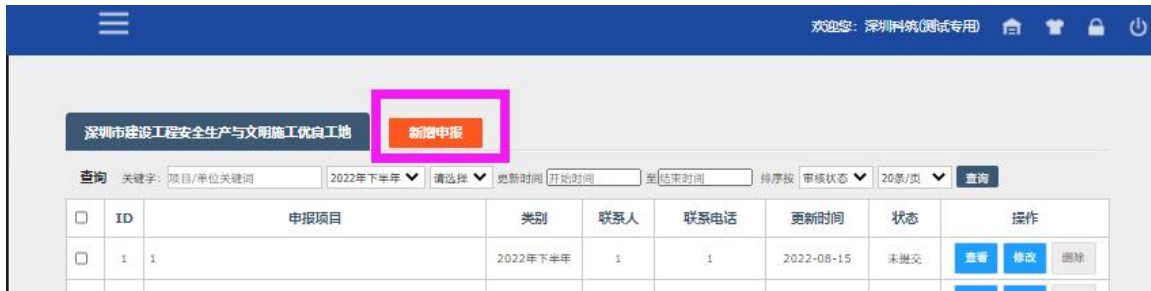 欢迎您：深圳科筑(测试专用)
深圳市建设工程安全生产与文明施工优良工地
新增申报
查询 关键字：项目/单位关键词 2022年下半年 请选择 更新时间 开始时间 至 结束时间 排序按 审核状态 20条/页 查询
ID 申报项目 类别 联系人 联系电话 更新时间 状态 操作
1 1 2022年下半年 1 1 2022-08-15 未提交 查看 修改 删除